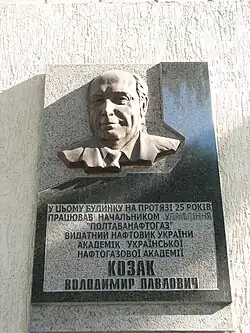 У ЦЬОМУ БУДИНКУ НА ПРОТЯЗІ 25 РОКІВ
ПРАЦЮВАВ НАЧАЛЬНИКОМ УПРАВЛІННЯ
"ПОЛТАВАНАФТОГАЗ"
ВИДАТНИЙ НАФТОВИК УКРАЇНИ
АКАДЕМІК УКРАЇНСЬКОЇ
НАФТОГАЗОВОЇ АКАДЕМІЇ
КОЗАК
ВОЛОДИМИР ПАВЛОВИЧ